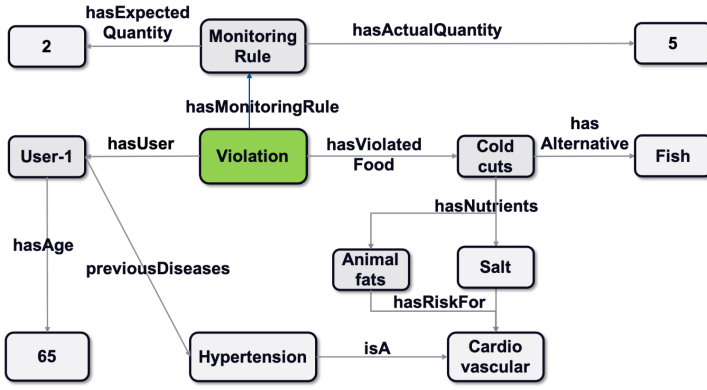 hasExpected
Quantity
2
Monitoring
Rule
hasActualQuantity
5
hasMonitoringRule
User-1
hasUser
Violation
hasViolated
Food
Cold
cuts
has
Alternative
Fish
hasNutrients
hasAge
previousDiseases
Animal
fats
Salt
hasRiskFor
65
Hypertension
isA
Cardio
vascular